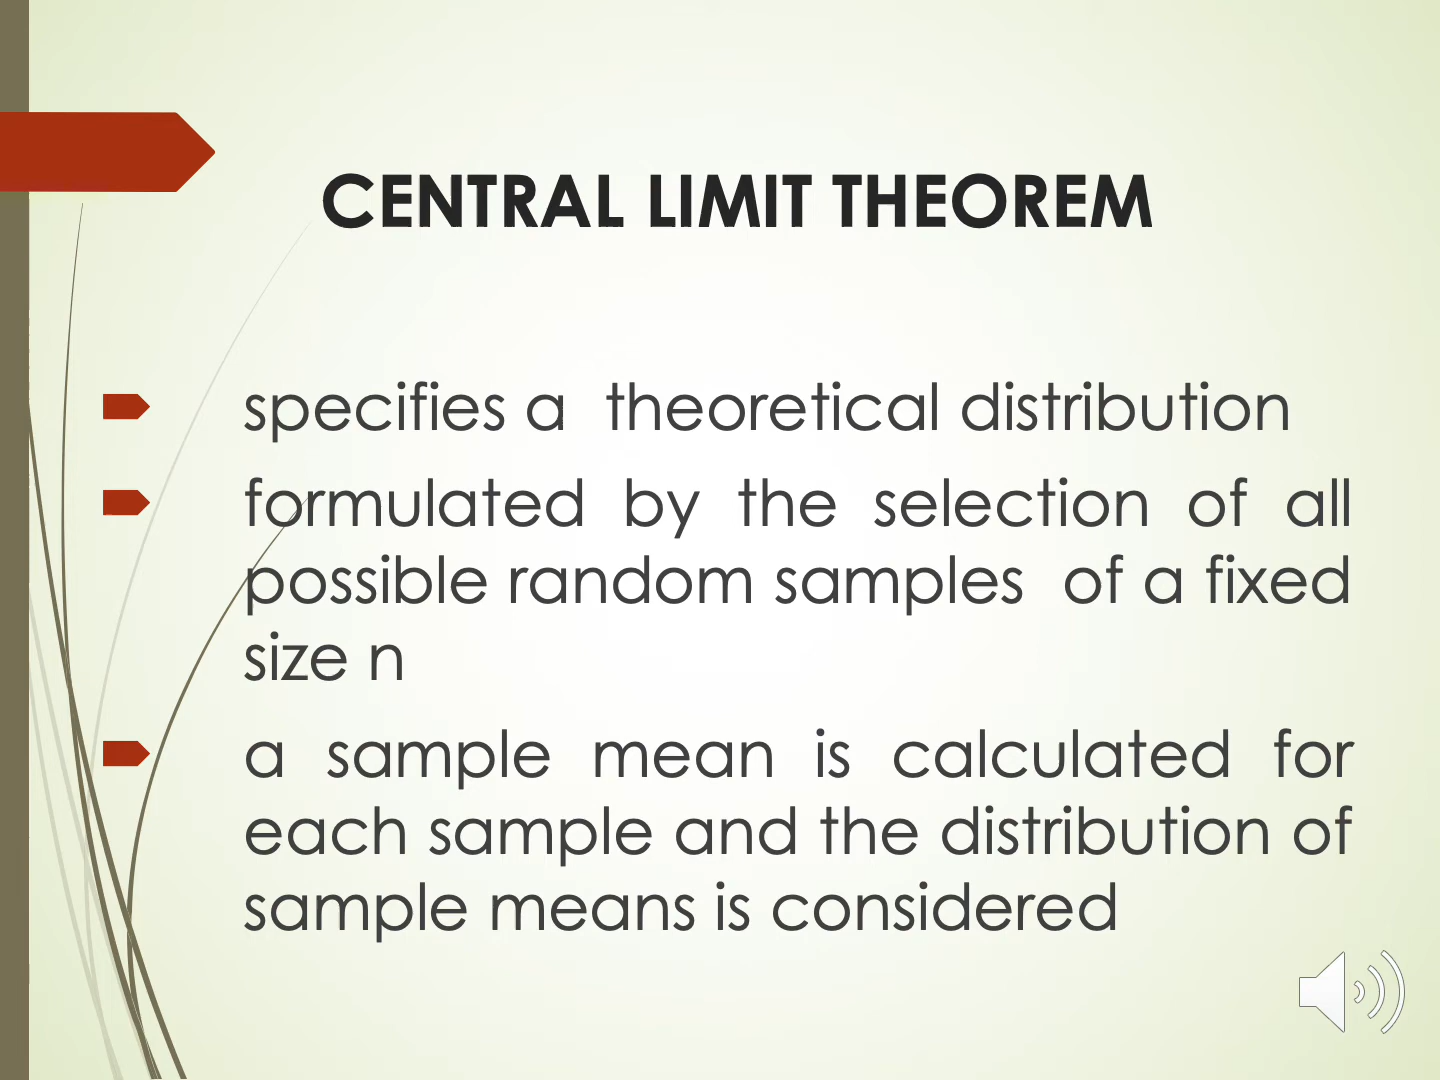 CENTRAL LIMIT THEOREM
specifies a theoretical distribution
formulated by the selection of all
possible random samples of a fixed
size n
a sample mean is calculated for
each sample and the distribution of
sample means is considered